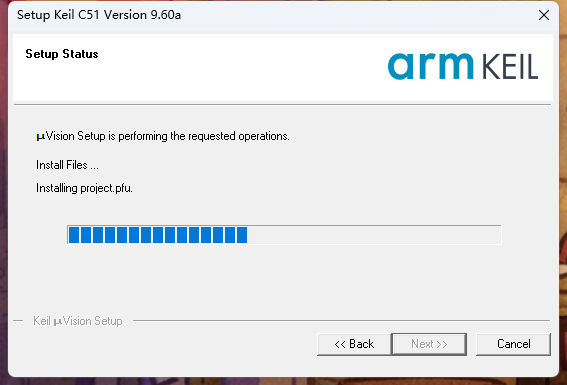 Setup Keil C51 Version 9.60a
Setup Status
arm KEIL
µVision Setup is performing the requested operations.
Install Files ...
Installing project.pfu.
Keil µVision Setup
<< Back
Next >>
Cancel